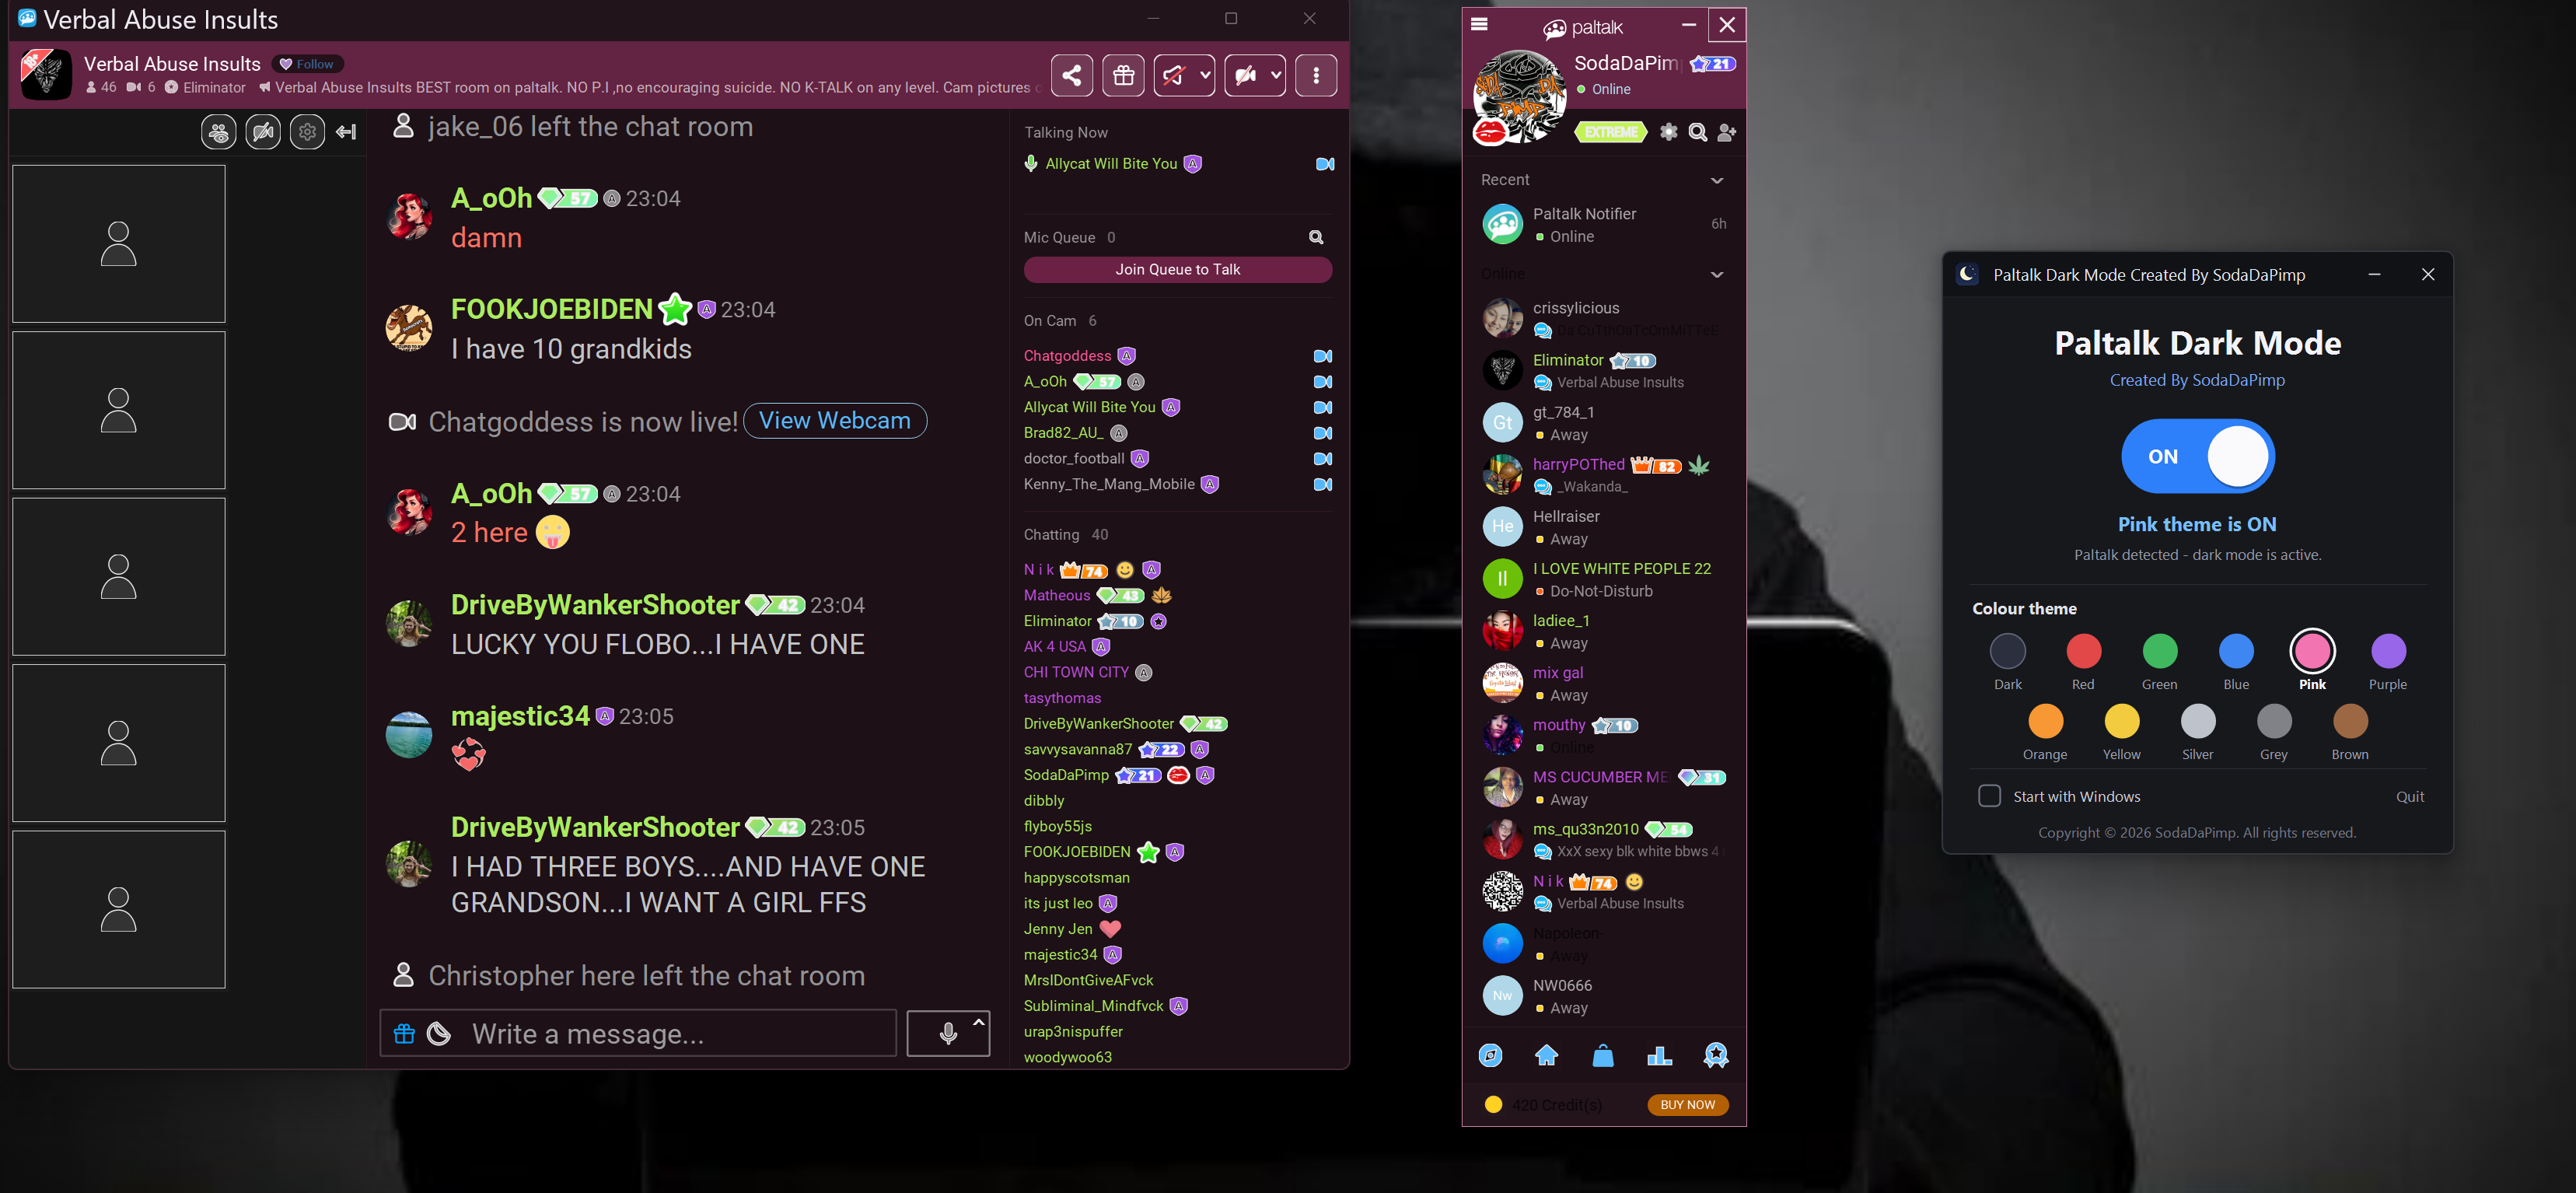 Verbal Abuse Insults
Verbal Abuse Insults Follow
46 6 Eliminator Verbal Abuse Insults BEST room on paltalk. NO P.I ,no encouraging suicide. NO K-TALK on any level. Cam pictures
jake_06 left the chat room
A_oOh 57 A 23:04
damn
FOOKJOEBIDEN A 23:04
I have 10 grandkids
Chatgoddess is now live! View Webcam
A_oOh 57 A 23:04
2 here
DriveByWankerShooter 42 23:04
LUCKY YOU FLOBO...I HAVE ONE
majestic34 A 23:05
DriveByWankerShooter 42 23:05
I HAD THREE BOYS....AND HAVE ONE
GRANDSON...I WANT A GIRL FFS
Christopher here left the chat room
Write a message...
Talking Now
Allycat Will Bite You A
Mic Queue 0
Join Queue to Talk
On Cam 6
Chatgoddess A
A_oOh 57 A
Allycat Will Bite You A
Brad82_AU_ A
doctor_football A
Kenny_The_Mang_Mobile A
Chatting 40
N i k 74 A
Matheous 43
Eliminator 10
AK 4 USA A
CHI TOWN CITY A
tasythomas
DriveByWankerShooter 42
savvysavanna87 22 A
SodaDaPimp 21 A
dibbly
flyboy55js
FOOKJOEBIDEN A
happyscotsman
its just leo A
Jenny Jen
majestic34 A
MrsIDontGiveAFvck
Subliminal_Mindfvck A
urap3nispuffer
woodywoo63
paltalk
SodaDaPim 21
Online
EXTREME
Recent
Paltalk Notifier
Online
6h
Online
crissylicious
Da CuTthOaTcOmMiTTeE
Eliminator 10
Verbal Abuse Insults
Gt
gt_784_1
Away
harryPOThed 82
_Wakanda_
He
Hellraiser
Away
Il
I LOVE WHITE PEOPLE 22
Do-Not-Disturb
ladiee_1
Away
mix gal
Away
mouthy 10
Online
MS CUCUMBER ME 31
Away
ms_qu33n2010 54
XxX sexy blk white bbws 4
N i k 74
Verbal Abuse Insults
Napoleon-
Away
Nw
NW0666
Away
420 Credit(s)
BUY NOW
Paltalk Dark Mode Created By SodaDaPimp
Paltalk Dark Mode
Created By SodaDaPimp
ON
Pink theme is ON
Paltalk detected - dark mode is active.
Colour theme
Dark Red Green Blue Pink Purple
Orange Yellow Silver Grey Brown
Start with Windows Quit
Copyright © 2026 SodaDaPimp. All rights reserved.